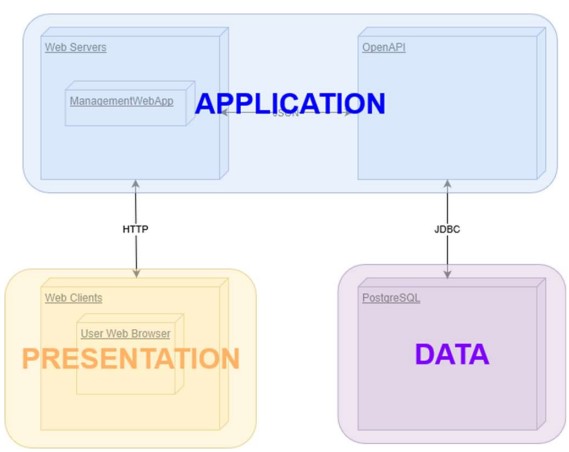 Web Servers
OpenAPI
ManagementWebApp
APPLICATION
JSON
HTTP
JDBC
Web Clients
PostgreSQL
User Web Browser
PRESENTATION
DATA